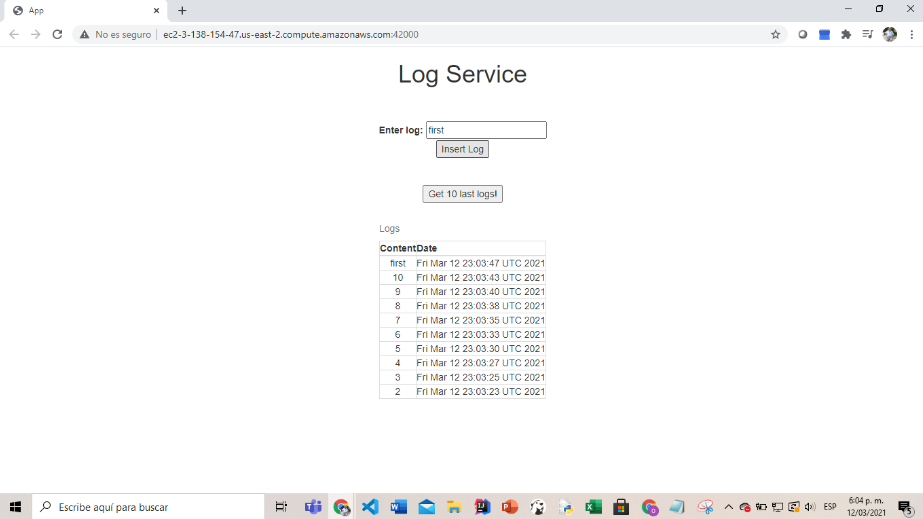 App
No es seguro
ec2-3-138-154-47.us-east-2.compute.amazonaws.com:42000
Log Service
Enter log: first
Insert Log
Get 10 last logs!
Logs
Content Date
first Fri Mar 12 23:03:47 UTC 2021
10 Fri Mar 12 23:03:43 UTC 2021
9 Fri Mar 12 23:03:40 UTC 2021
8 Fri Mar 12 23:03:38 UTC 2021
7 Fri Mar 12 23:03:35 UTC 2021
6 Fri Mar 12 23:03:33 UTC 2021
5 Fri Mar 12 23:03:30 UTC 2021
4 Fri Mar 12 23:03:27 UTC 2021
3 Fri Mar 12 23:03:25 UTC 2021
2 Fri Mar 12 23:03:23 UTC 2021
Escribe aquí para buscar
ESP
6:04 p. m.
12/03/2021
5